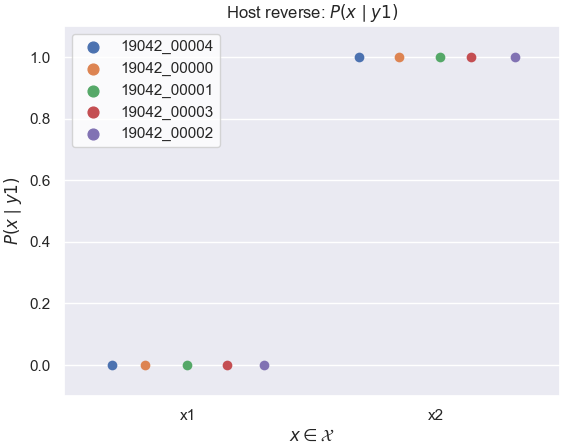 Host reverse: P(x | y1)
1.0
0.8
0.6
0.4
0.2
0.0
P(x | y1)
19042_00004
19042_00000
19042_00001
19042_00003
19042_00002
x1 x2
x ∈ 𝒳